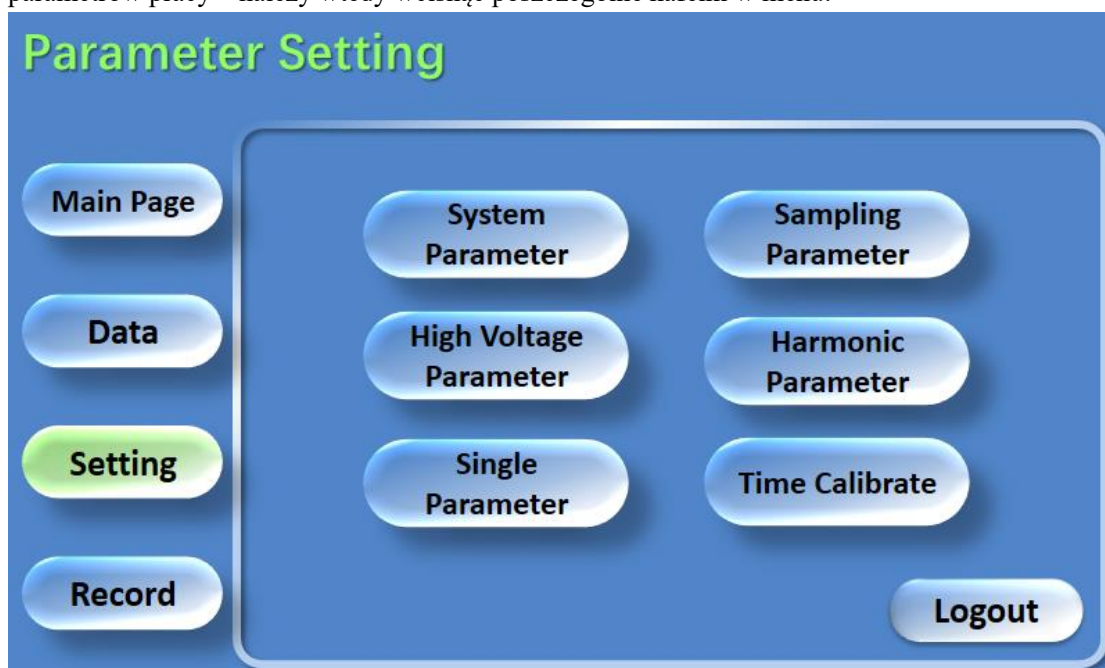 Parameter Setting
Main Page
Data
Setting
Record
System
Parameter
Sampling
Parameter
High Voltage
Parameter
Harmonic
Parameter
Single
Parameter
Time Calibrate
Logout